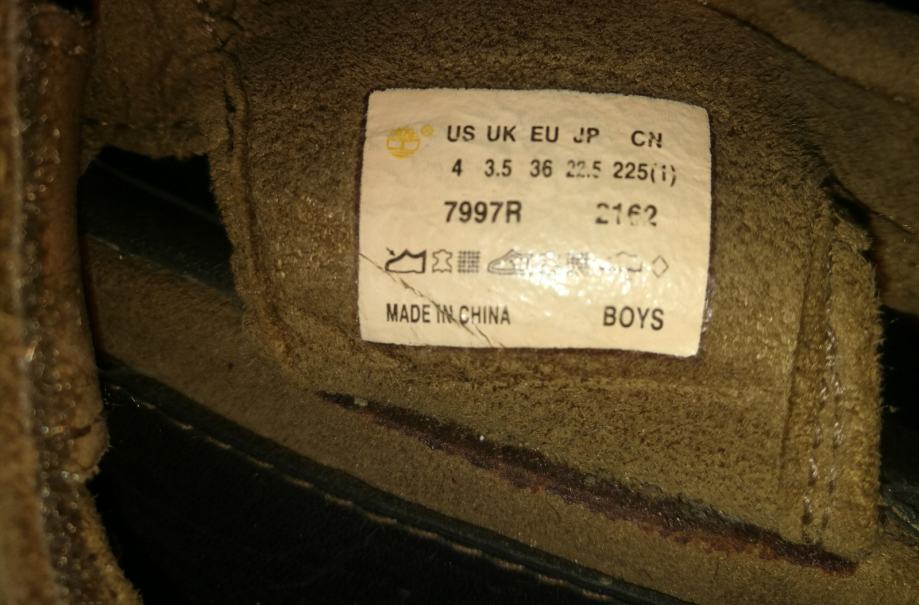 ® US UK EU JP CN
4 3.5 36 22.5 225(1)
7997R 2162
MADE IN CHINA BOYS